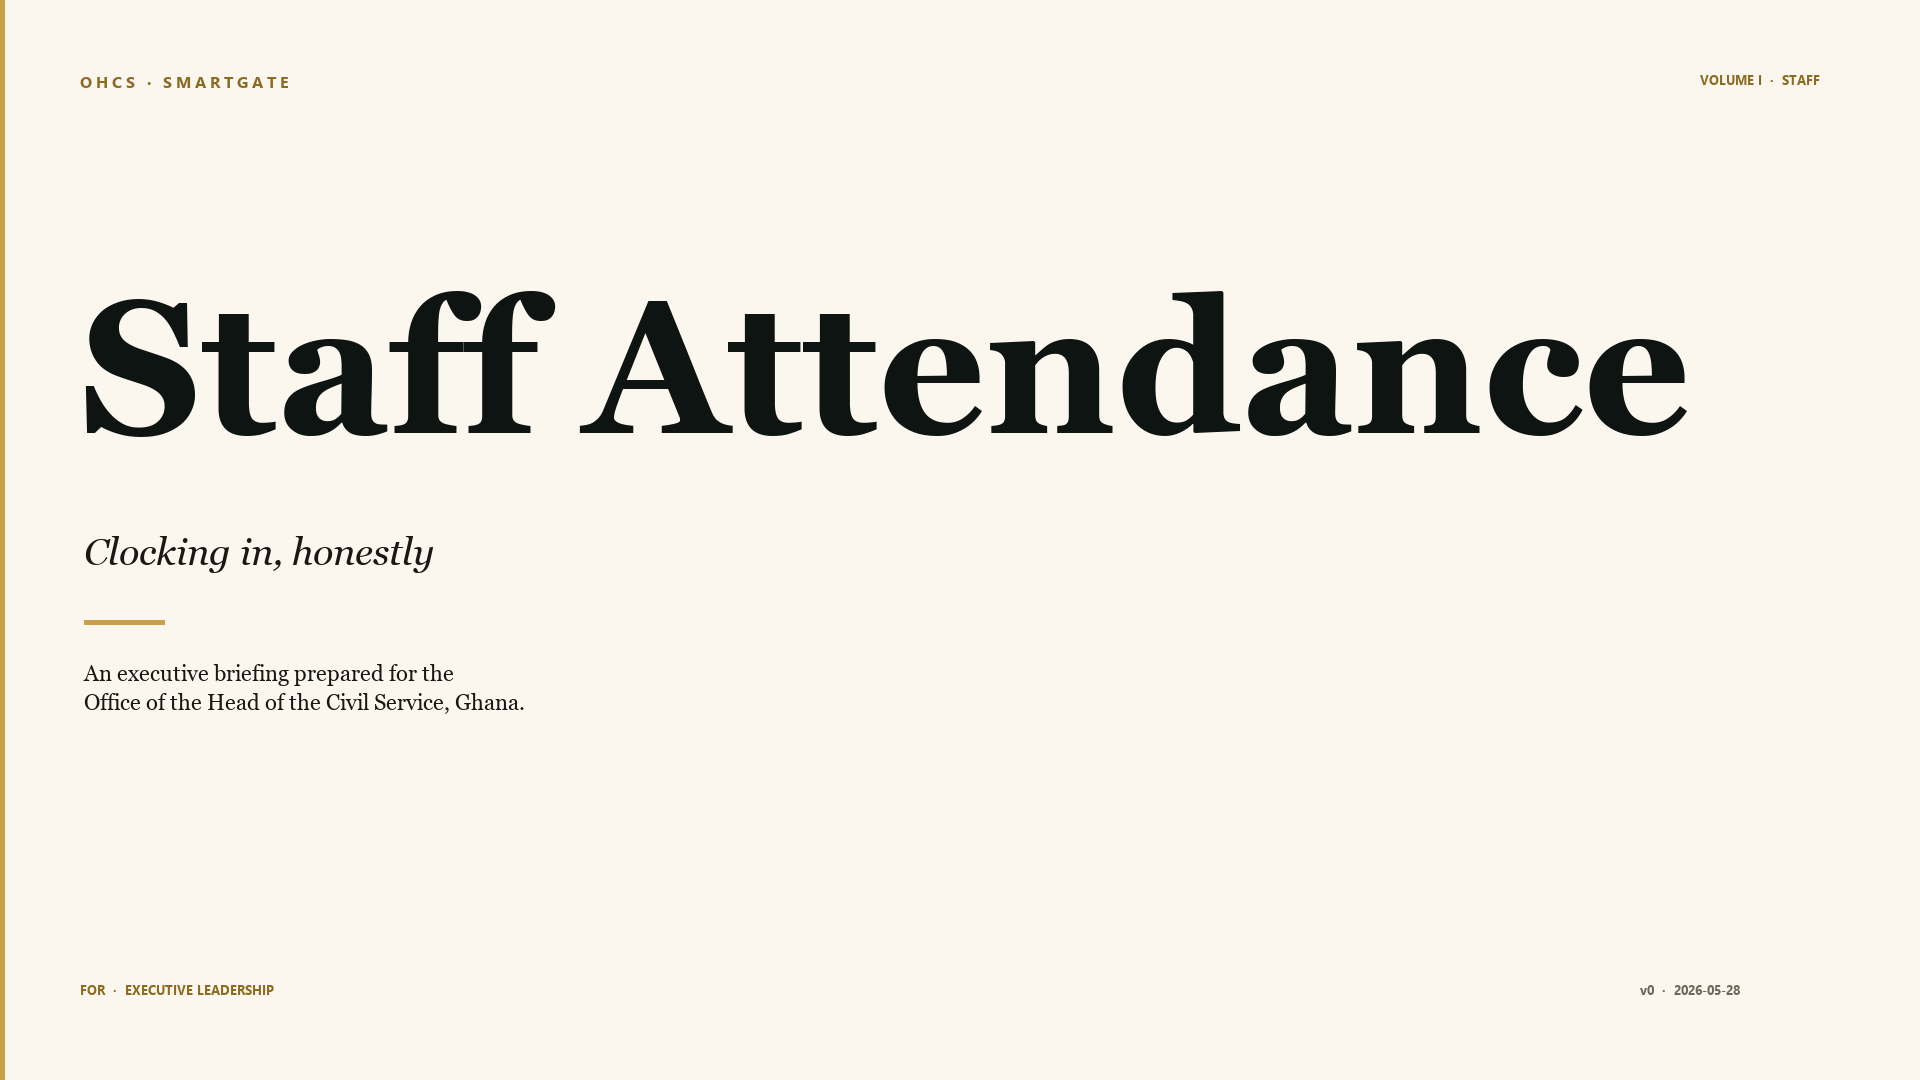 OHCS · SMARTGATE
VOLUME I · STAFF
Staff Attendance
Clocking in, honestly
An executive briefing prepared for the
Office of the Head of the Civil Service, Ghana.
FOR · EXECUTIVE LEADERSHIP
v0 · 2026-05-28